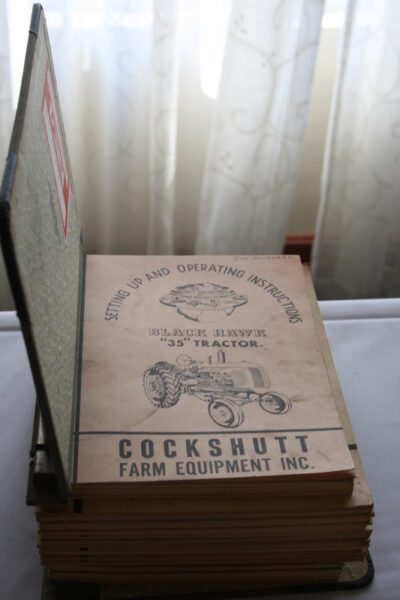 SETTING UP AND OPERATING INSTRUCTIONS
BLACK HAWK
"35" TRACTOR.
COCKSHUTT
FARM EQUIPMENT INC.